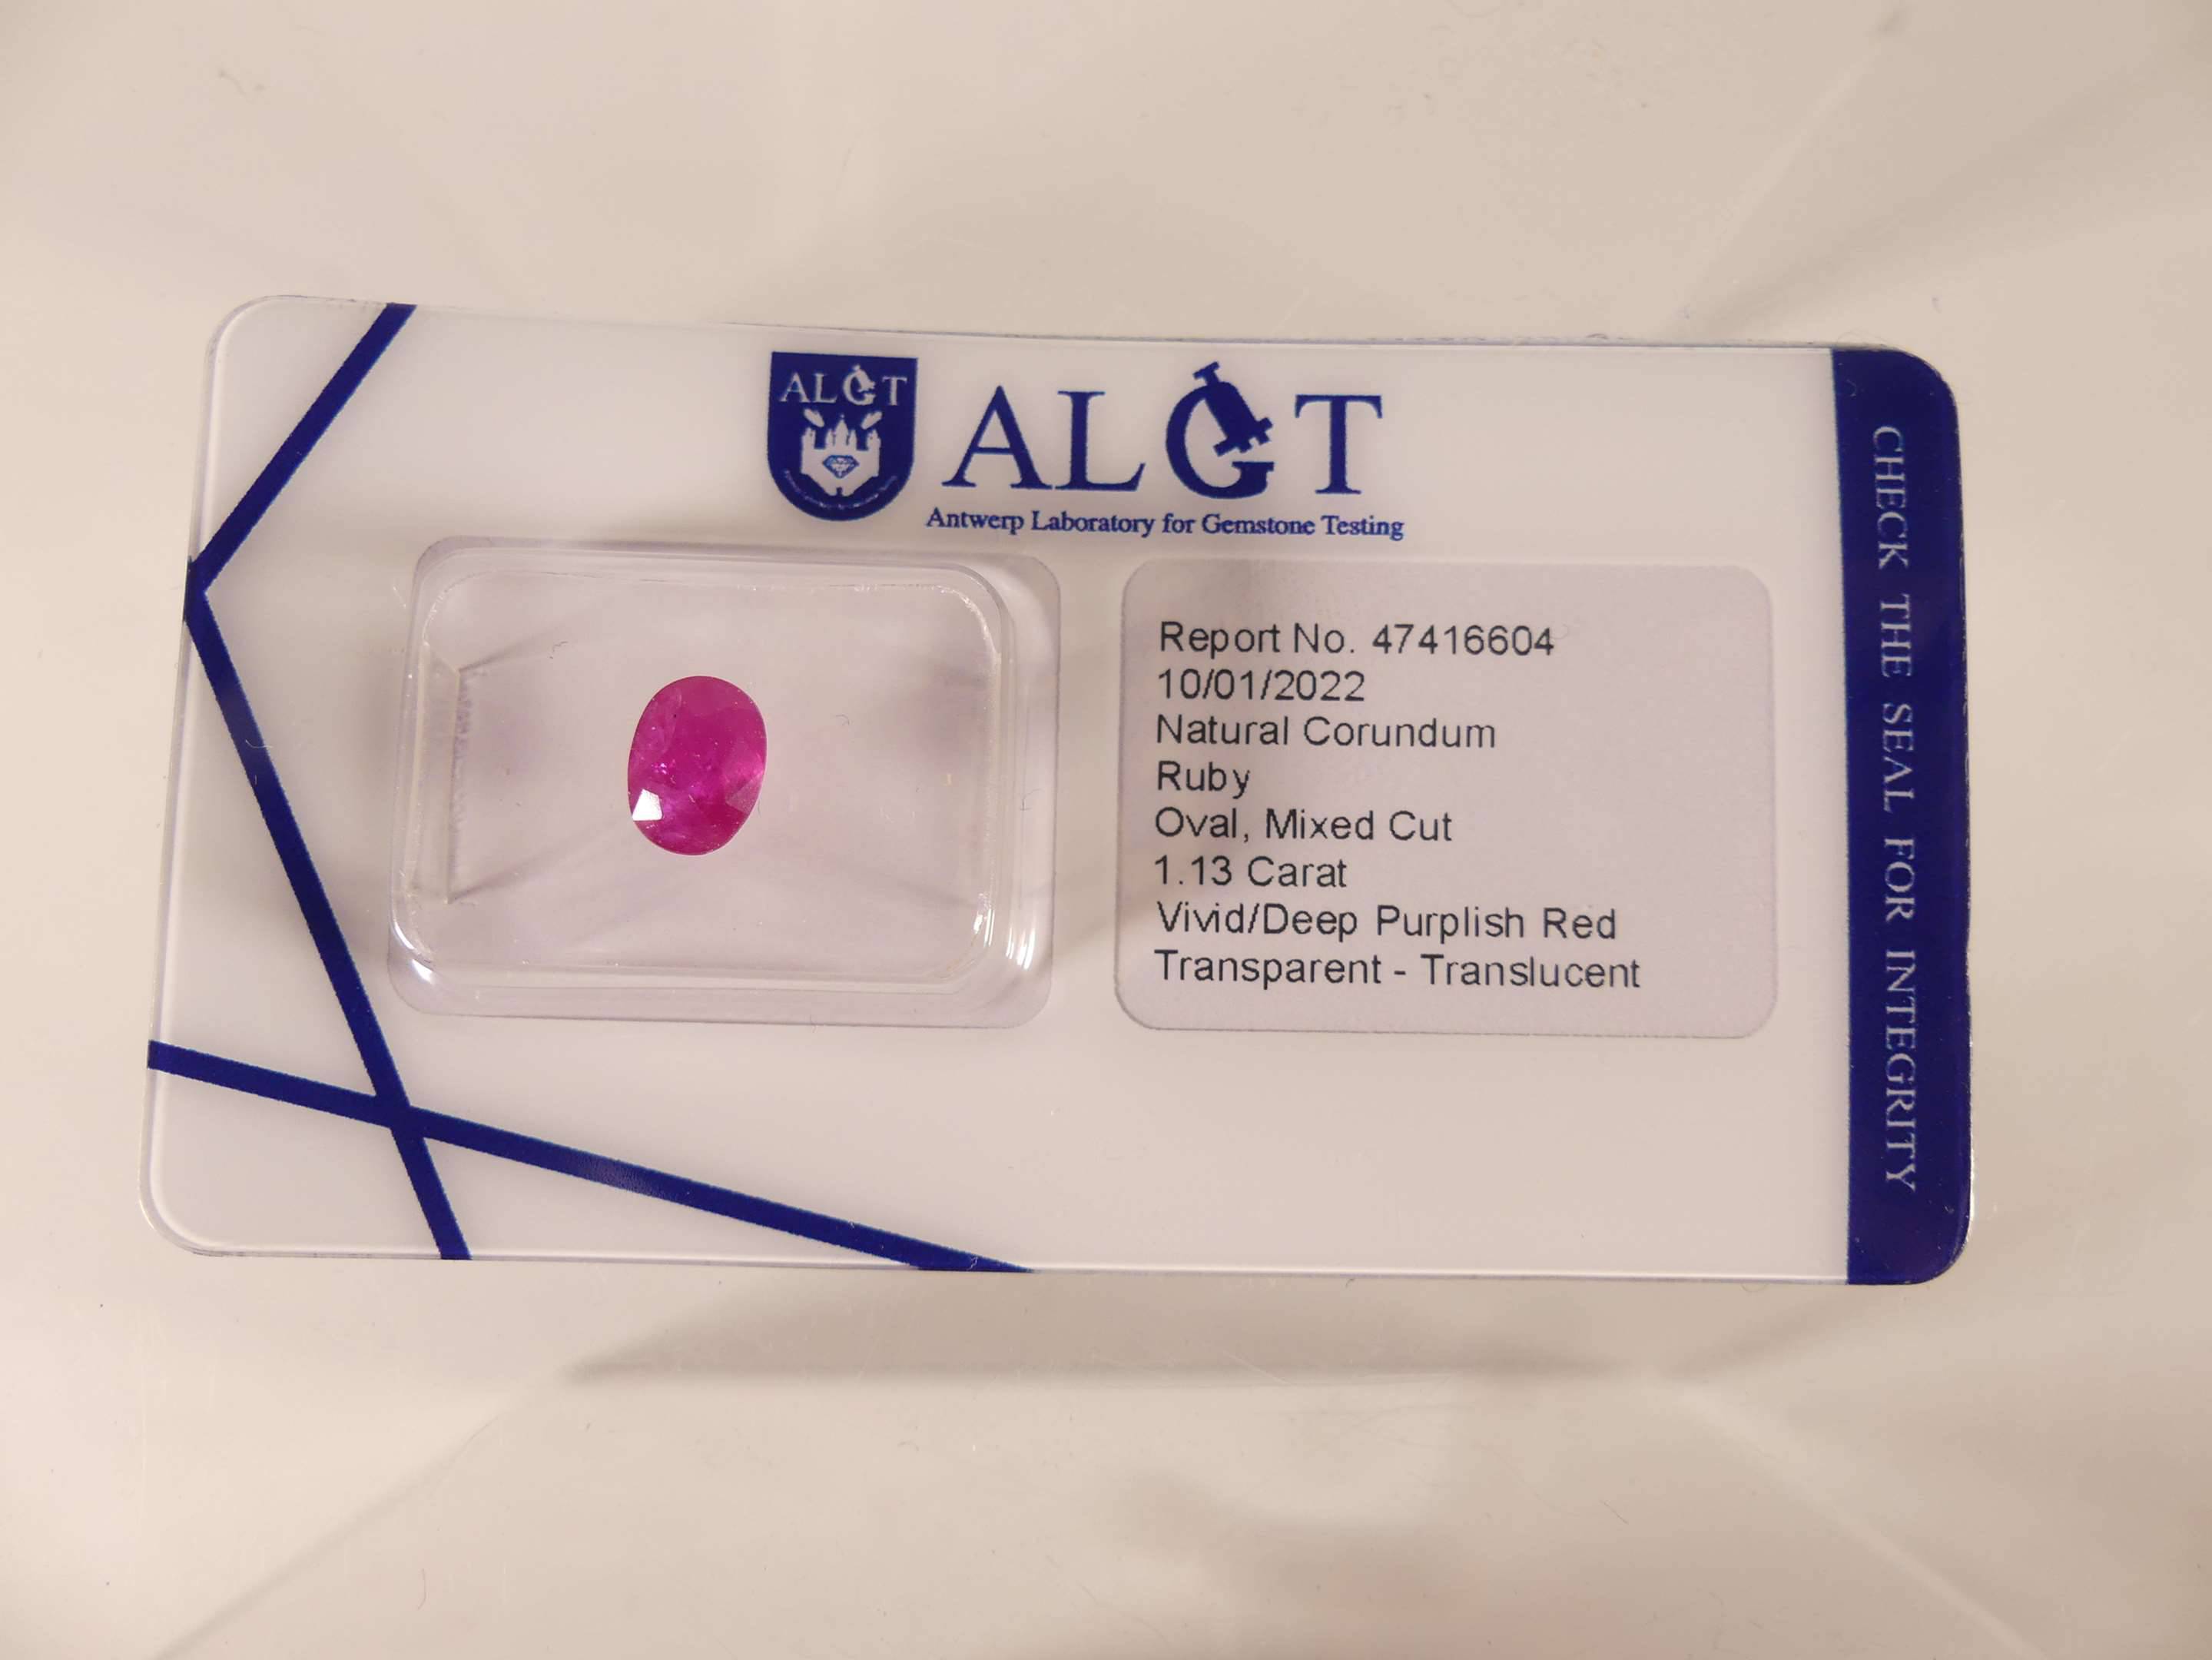 ALGT
ALGT
Antwerp Laboratory for Gemstone Testing
Report No. 47416604
10/01/2022
Natural Corundum
Ruby
Oval, Mixed Cut
1.13 Carat
Vivid/Deep Purplish Red
Transparent - Translucent
CHECK THE SEAL FOR INTEGRITY